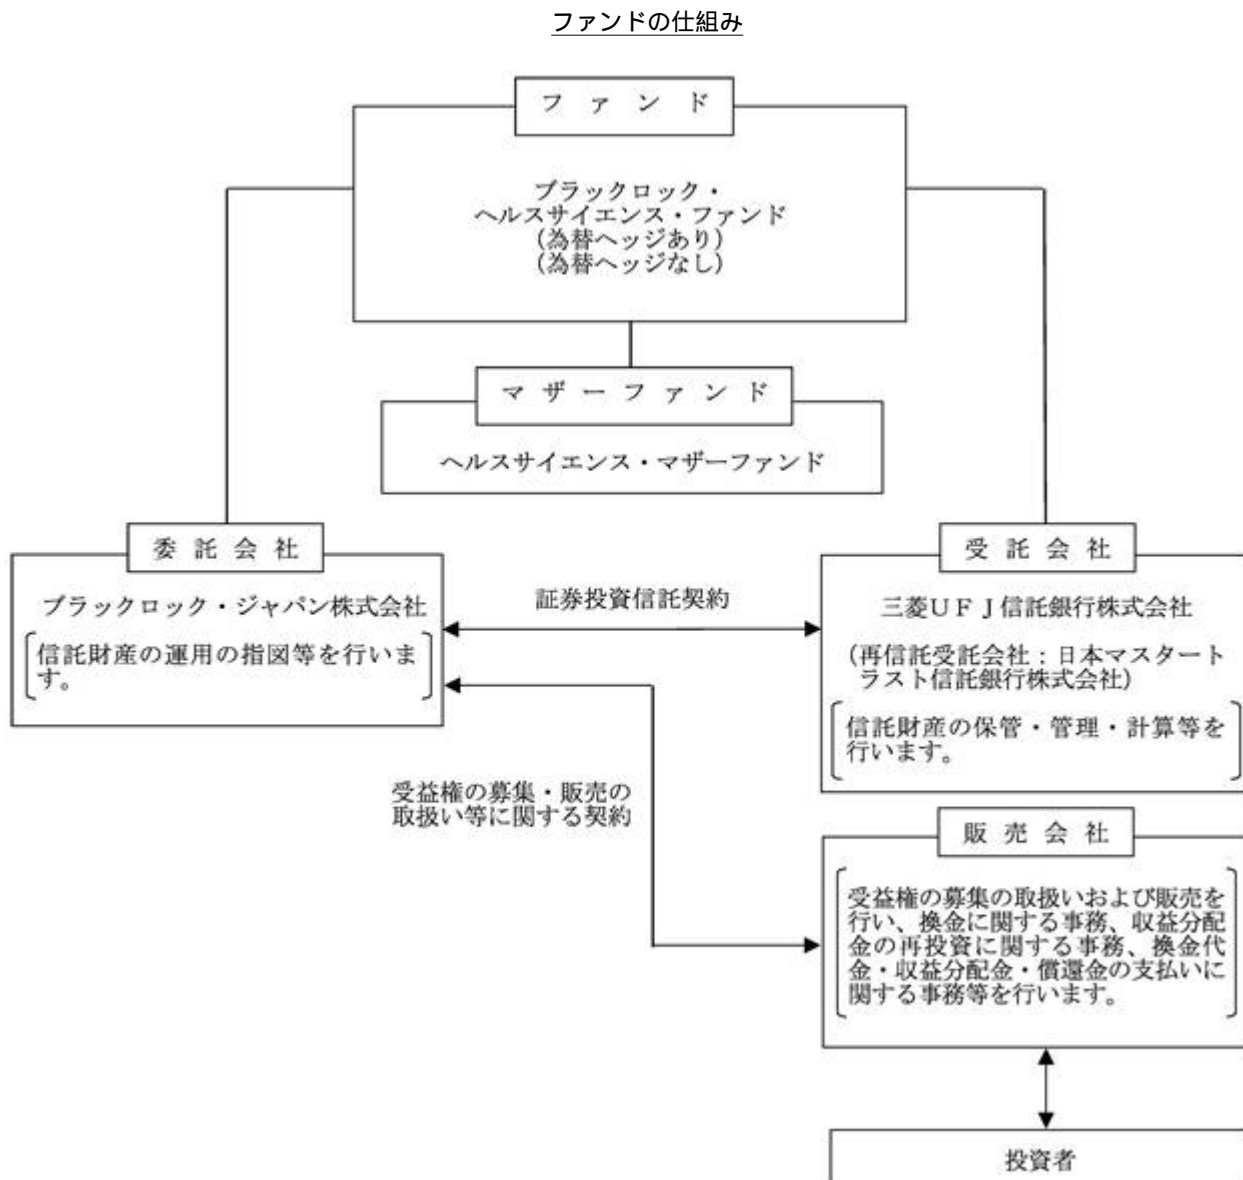 ファンドの仕組み
ファンド
ブラックロック・
ヘルスサイエンス・ファンド
(為替ヘッジあり)
(為替ヘッジなし)
マザーファンド
ヘルスサイエンス・マザーファンド
委託会社
ブラックロック・ジャパン株式会社
信託財産の運用の指図等を行いま
す。
証券投資信託契約
受託会社
三菱UFJ信託銀行株式会社
(再信託受託会社:日本マスタート
ラスト信託銀行株式会社)
信託財産の保管・管理・計算等を
行います。
受益権の募集・販売の
取扱い等に関する契約
販売会社
受益権の募集の取扱いおよび販売を
行い、換金に関する事務、収益分配
金の再投資に関する事務、換金代
金・収益分配金・償還金の支払いに
関する事務等を行います。
投資者